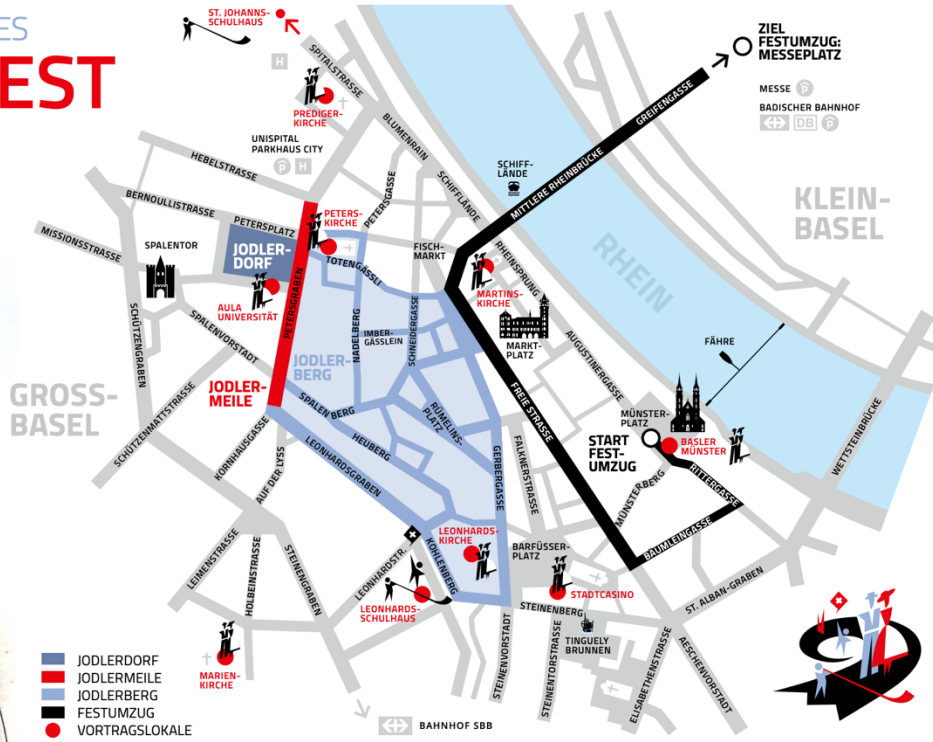 ES
EST
ST. JOHANNS-
SCHULHAUS
H
SPITALSTRASSE
PREDIGER-
KIRCHE
UNISPITAL
PARKHAUS CITY
P H
HEBELSTRASSE
BLUMENRAIN
PETERSGASSE
SCHIFFLÄNDE
SCHIFF-
LÄNDE
MITTLERE RHEINBRÜCKE
GREIFENGASSE
ZIEL
FESTUMZUG:
MESSEPLATZ
MESSE P
BADISCHER BAHNHOF
DB P
KLEIN-
BASEL
RHEIN
BERNOULLISTRASSE
PETERSPLATZ
PETERS-
KIRCHE
MISSIONSSTRASSE
SPALENTOR
JODLER-
DORF
TOTENGÄSSLI
FISCH-
MARKT
RHEINSPRUNG
MARTINS-
KIRCHE
AULA
UNIVERSITÄT
PETERSGRABEN
NADELBERG
IMBER-
GÄSSLEIN
SCHNEIDERGASSE
MARKT-
PLATZ
AUGUSTINERGASSE
FÄHRE
SCHÜTZENGRABEN
SPALENVORSTADT
JODLER-
BERG
GROSS-
BASEL
JODLER-
MEILE
SPALENBERG
RÜMELINS-
PLATZ
FREIE STRASSE
MÜNSTER-
PLATZ
START
FEST-
UMZUG
BASLER
MÜNSTER
WETTSTEINBRÜCKE
SCHÜTZENMATTSTRASSE
KORNHAUSGASSE
AUF DER LYSS
HEUBERG
LEONHARDSGRABEN
GERBERGASSE
FALKNERSTRASSE
MÜNSTERBERG
RITTERGASSE
BÄUMLEINGASSE
LEIMENSTRASSE
HOLBEINSTRASSE
STEINENGRABEN
LEONHARDSTR.
KOHLENBERG
LEONHARDS-
KIRCHE
BARFÜSSER-
PLATZ
STADTCASINO
ST. ALBAN-GRABEN
LEONHARDS-
SCHULHAUS
STEINENBERG
TINGUELY
BRUNNEN
MARIEN-
KIRCHE
STEINENVORSTADT
STEINENTORSTRASSE
ELISABETHENSTRASSE
AESCHENVORSTADT
BAHNHOF SBB
JODLERDORF
JODLERMEILE
JODLERBERG
FESTUMZUG
VORTRAGSLOKALE